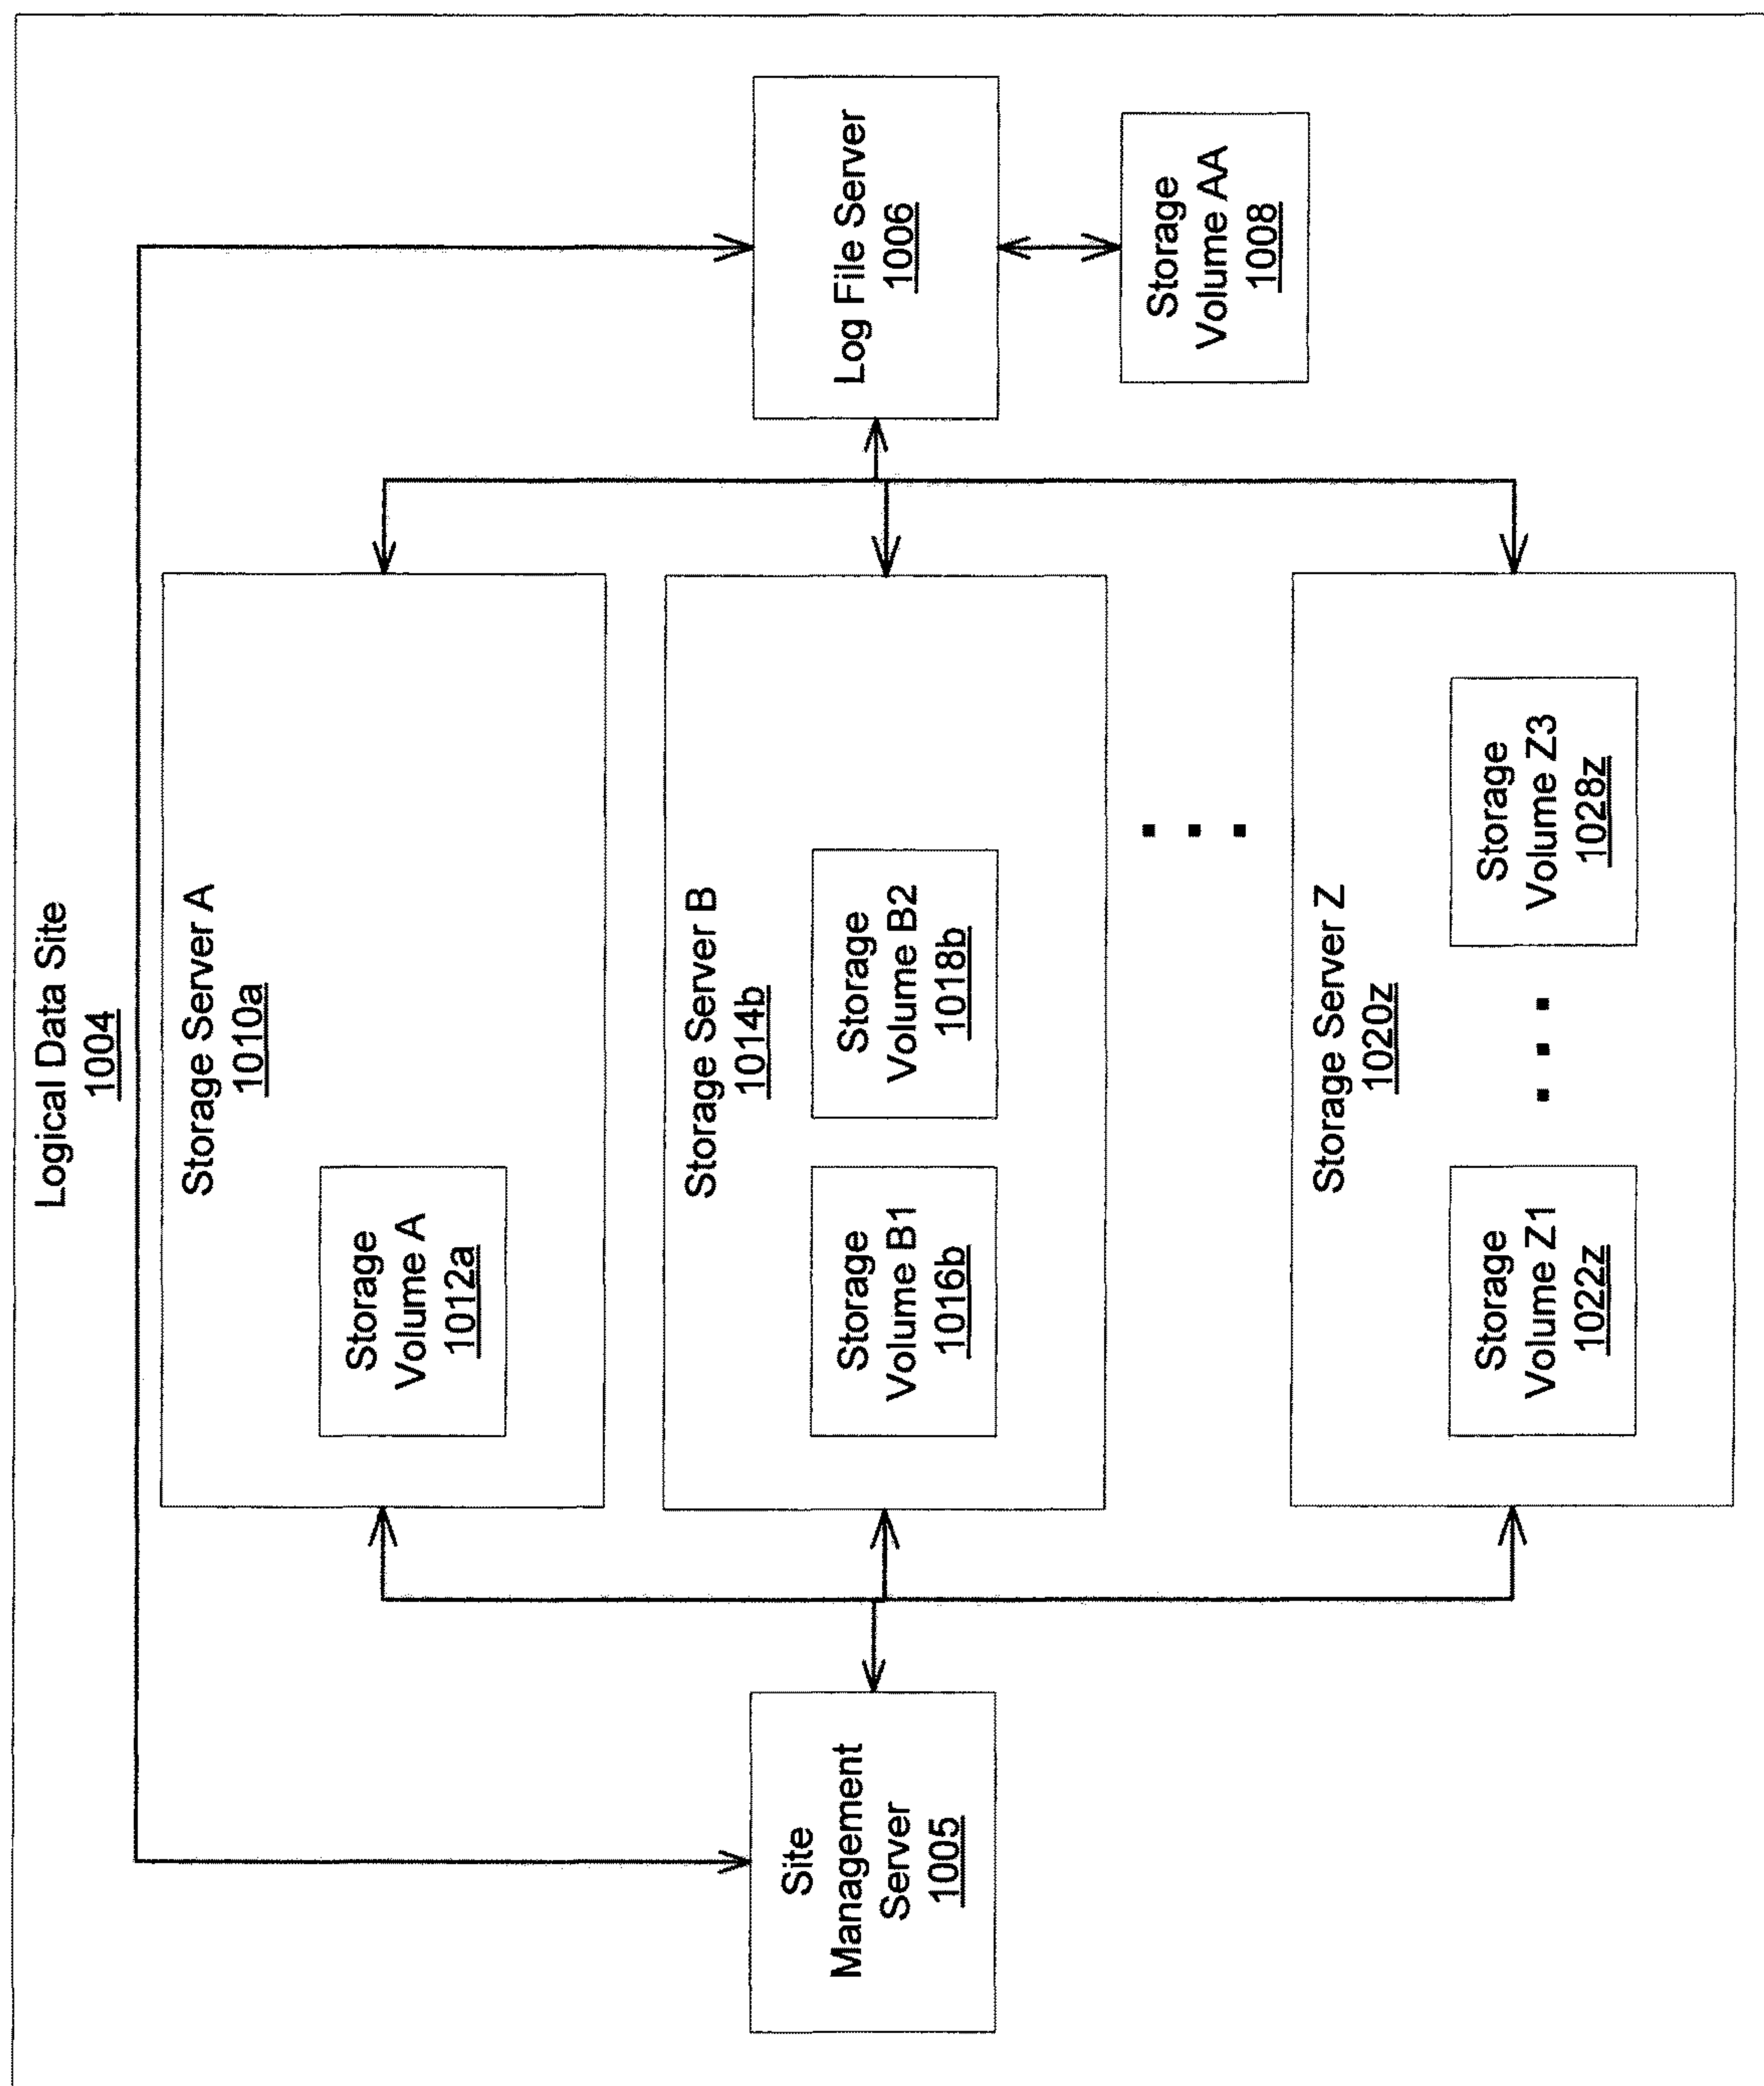 Logical Data Site
1004
Storage Server A
1010a
Storage
Volume A
1012a
Storage Server B
1014b
Storage
Volume B1
1016b
Storage
Volume B2
1018b
Storage Server Z
1020z
Storage
Volume Z1
1022z
Storage
Volume Z3
1028z
Site
Management
Server
1005
Log File Server
1006
Storage
Volume AA
1008